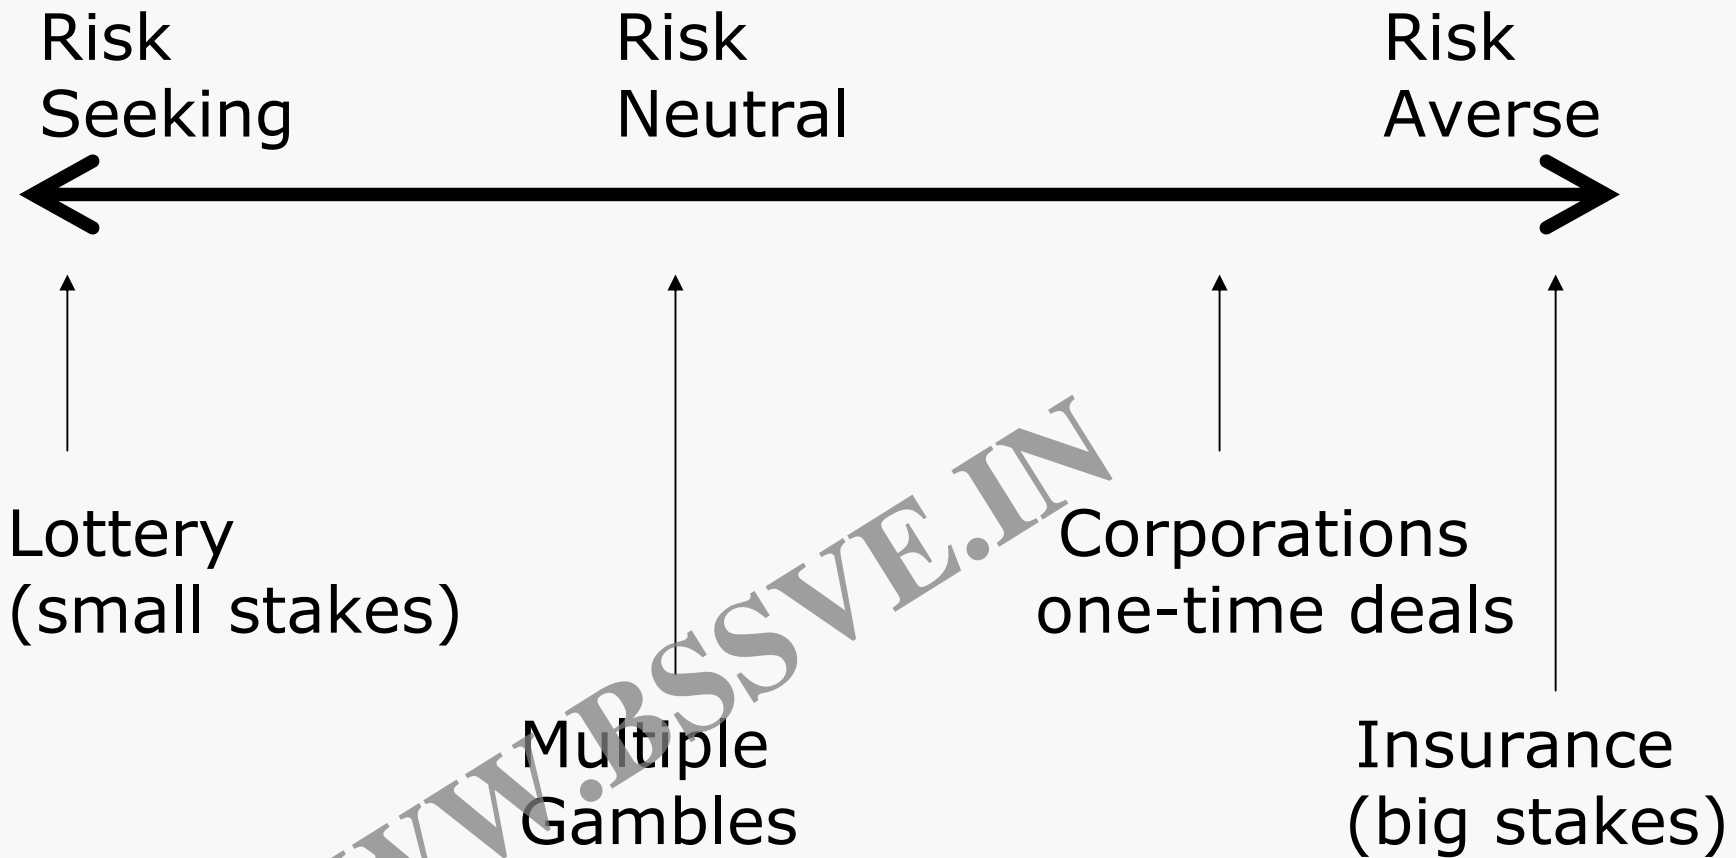 Risk
Seeking
Risk
Neutral
Risk
Averse
Lottery
(small stakes)
Corporations
one-time deals
Multiple
Gambles
Insurance
(big stakes)
WW.BSSVE.IN